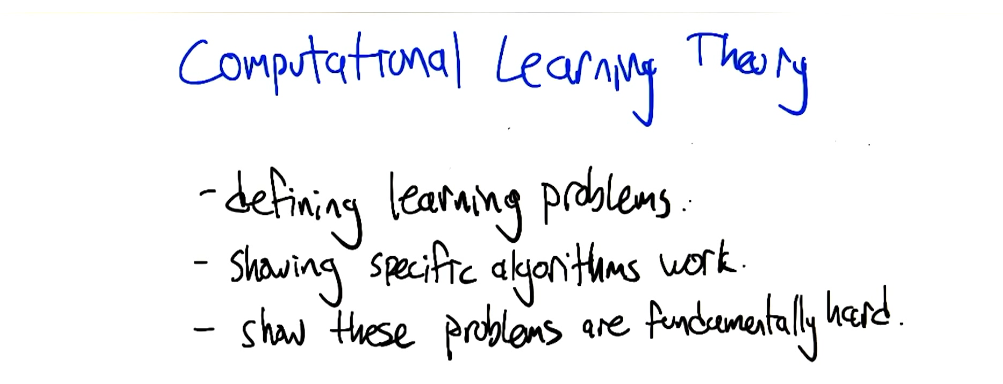 Computational Learning Theory
- defining learning problems.
- showing specific algorithms work.
- show these problems are fundamentally hard.